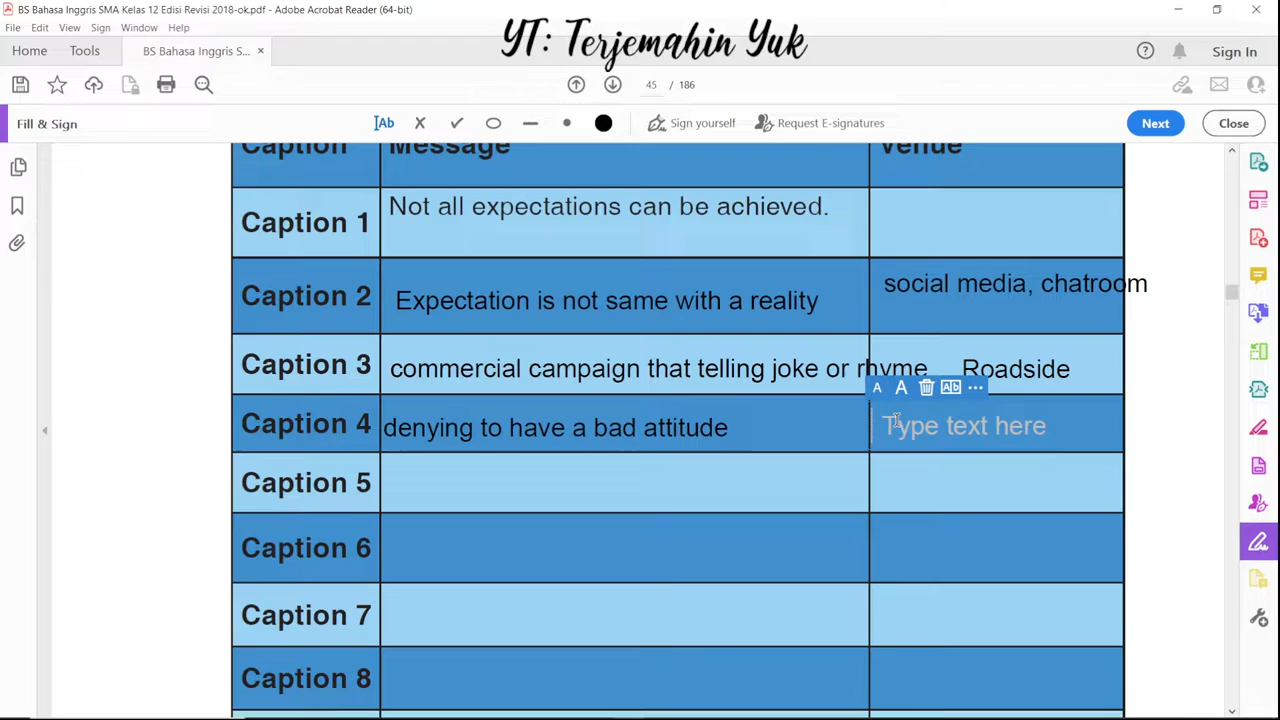 BS Bahasa Inggris SMA Kelas 12 Edisi Revisi 2018-ok.pdf - Adobe Acrobat Reader (64-bit)
YT: Terjemahin Yuk
File Edit View Sign Window Help
Home Tools BS Bahasa Inggris S... × Sign In
45 / 186
Fill & Sign Ab Sign yourself Request E-signatures Next Close
Caption Message Venue
Caption 1 Not all expectations can be achieved.
Caption 2 Expectation is not same with a reality social media, chatroom
Caption 3 commercial campaign that telling joke or rhyme Roadside
A A Ab ...
Caption 4 denying to have a bad attitude Type text here
Caption 5
Caption 6
Caption 7
Caption 8